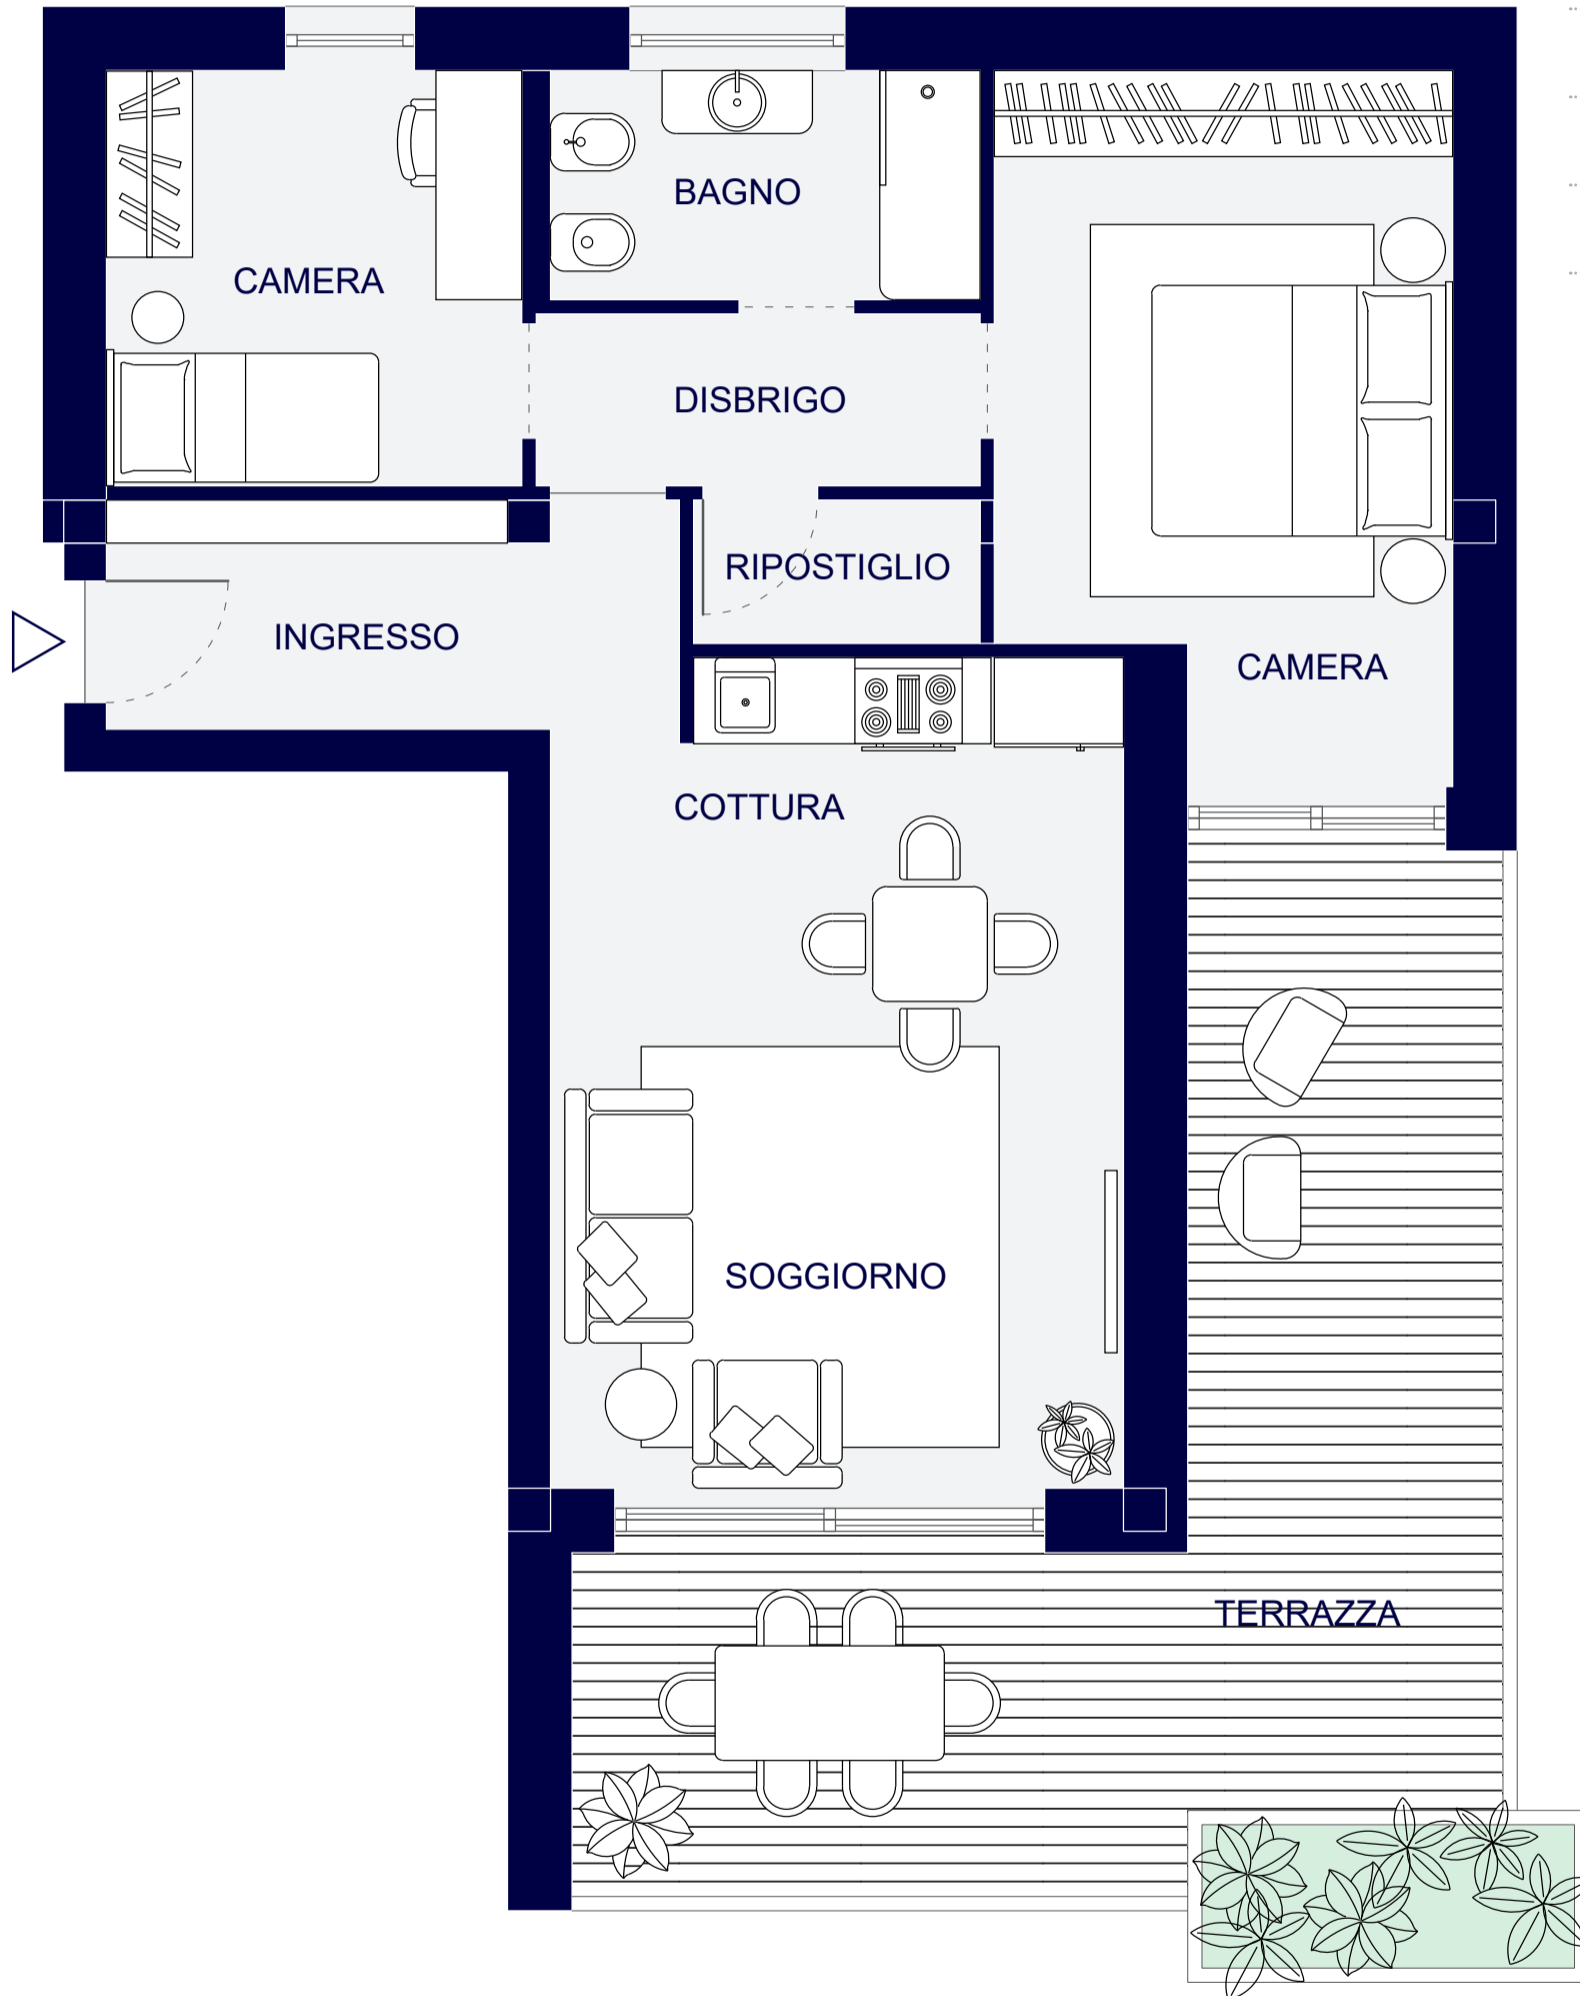 BAGNO
CAMERA
DISBRIGO
RIPOSTIGLIO
INGRESSO
CAMERA
COTTURA
SOGGIORNO
TERRAZZA